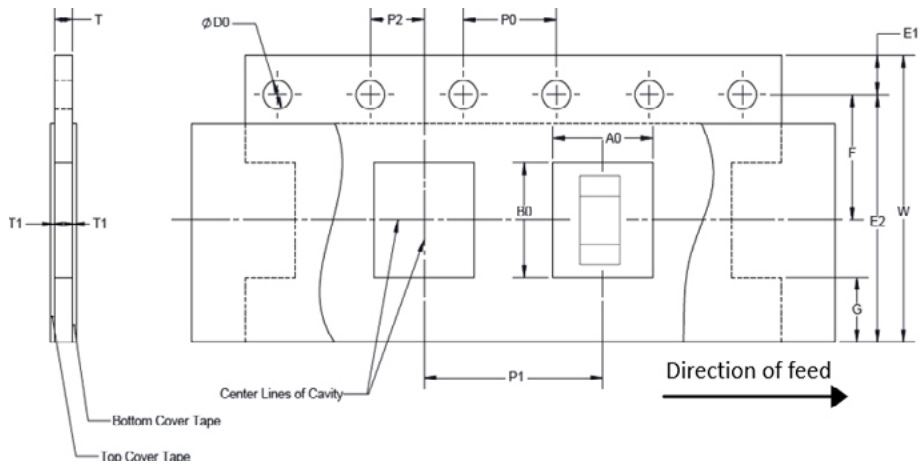 T
P2
P0
E1
ϕD0
A0
F
B0
T1
T1
E2
W
G
P1
Direction of feed
Center Lines of Cavity
Bottom Cover Tape
Top Cover Tape